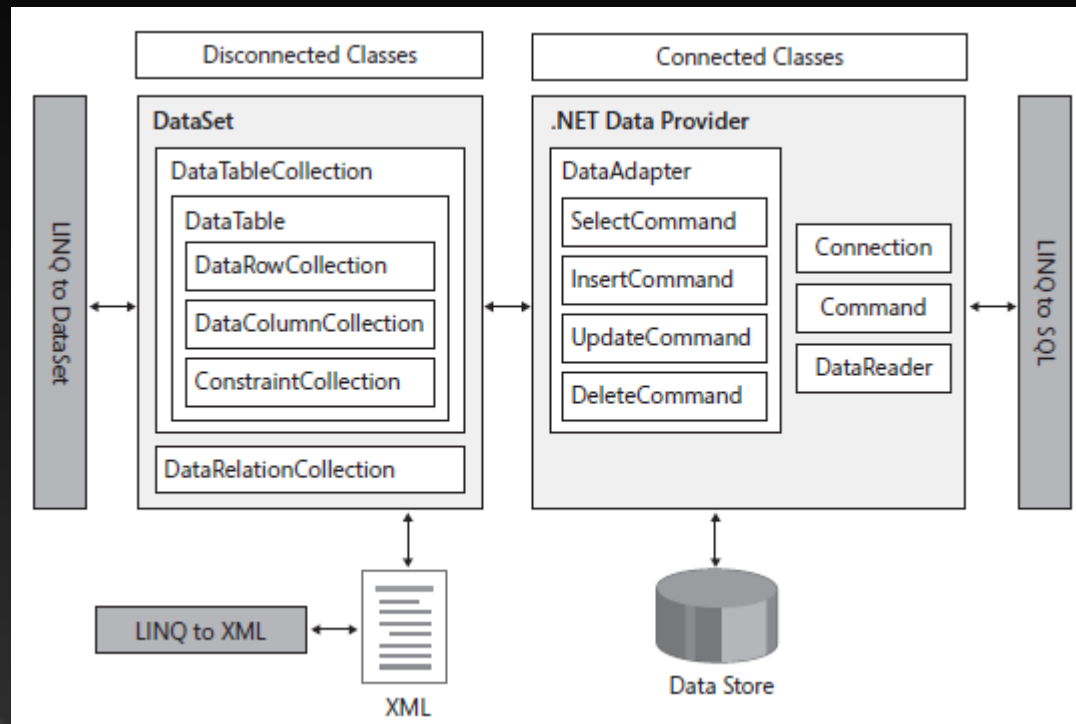 Disconnected Classes
Connected Classes
LINQ to DataSet
DataSet
DataTableCollection
DataTable
DataRowCollection
DataColumnCollection
ConstraintCollection
DataRelationCollection
.NET Data Provider
DataAdapter
SelectCommand
InsertCommand
UpdateCommand
DeleteCommand
Connection
Command
DataReader
LINQ to SQL
LINQ to XML
XML
Data Store